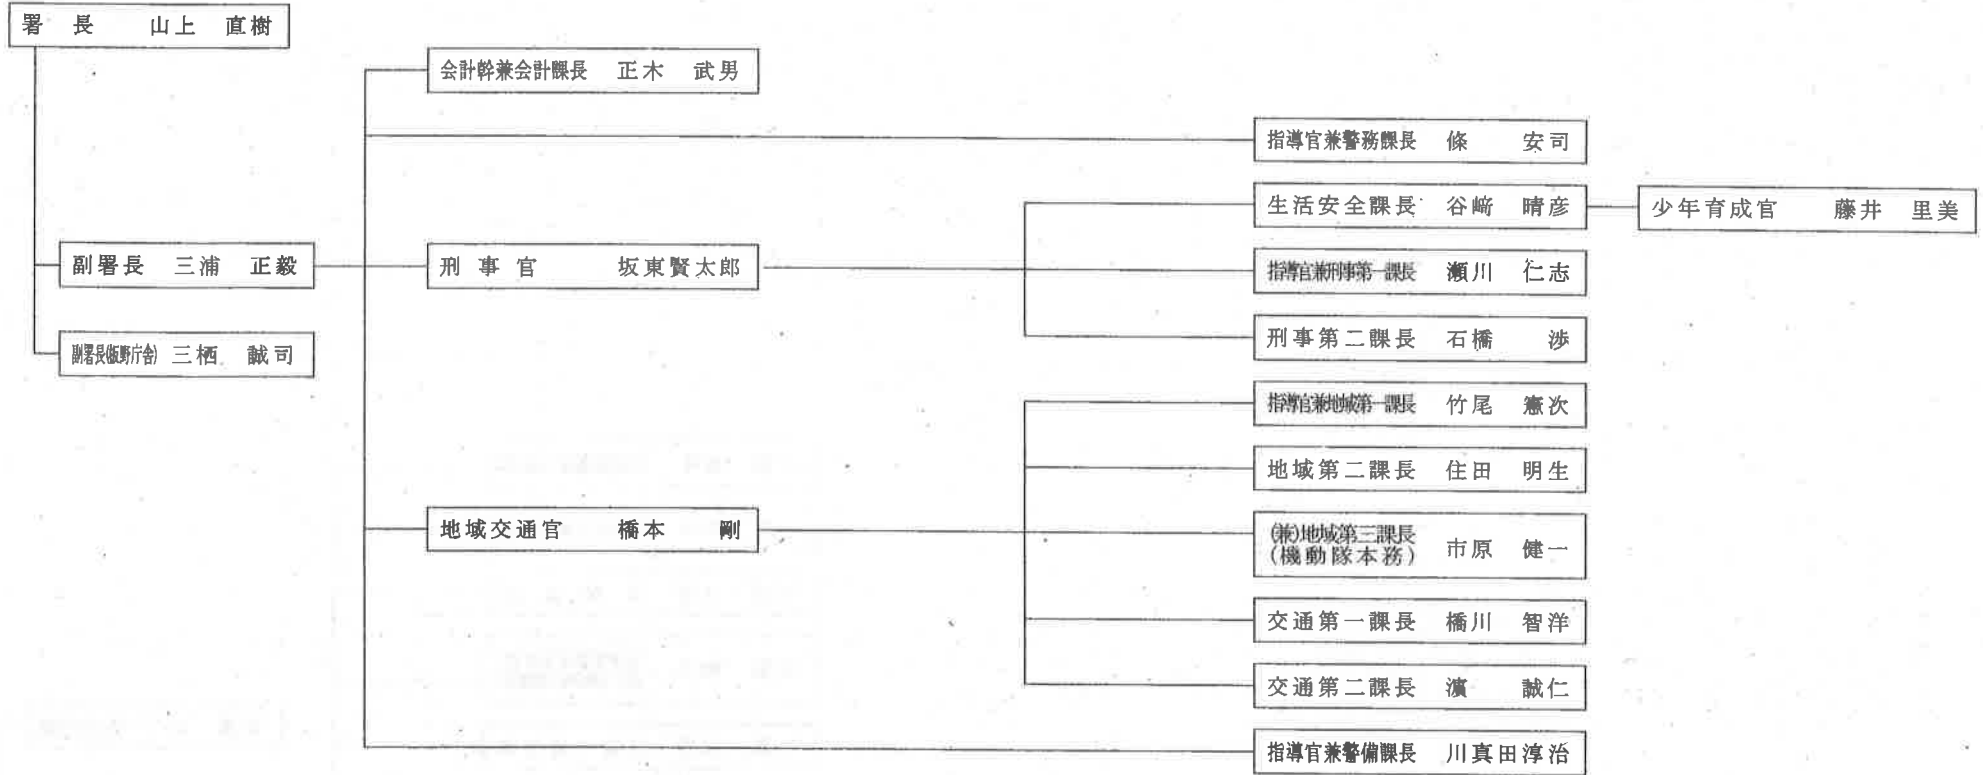 署長 山上 直樹
会計幹兼会計課長 正木 武男
指導官兼警務課長 條 安司
生活安全課長 谷﨑 晴彦
少年育成官 藤井 里美
副署長 三浦 正毅
刑事官 坂東賢太郎
指導官兼刑事第一課長 瀬川 仁志
副署長(板野庁舎) 三栖 誠司
刑事第二課長 石橋 渉
指導官兼地域第一課長 竹尾 憲次
地域第二課長 住田 明生
地域交通官 橋本 剛
(兼)地域第三課長
(機動隊本務)
市原 健一
交通第一課長 橋川 智洋
交通第二課長 濵 誠仁
指導官兼警備課長 川真田淳治